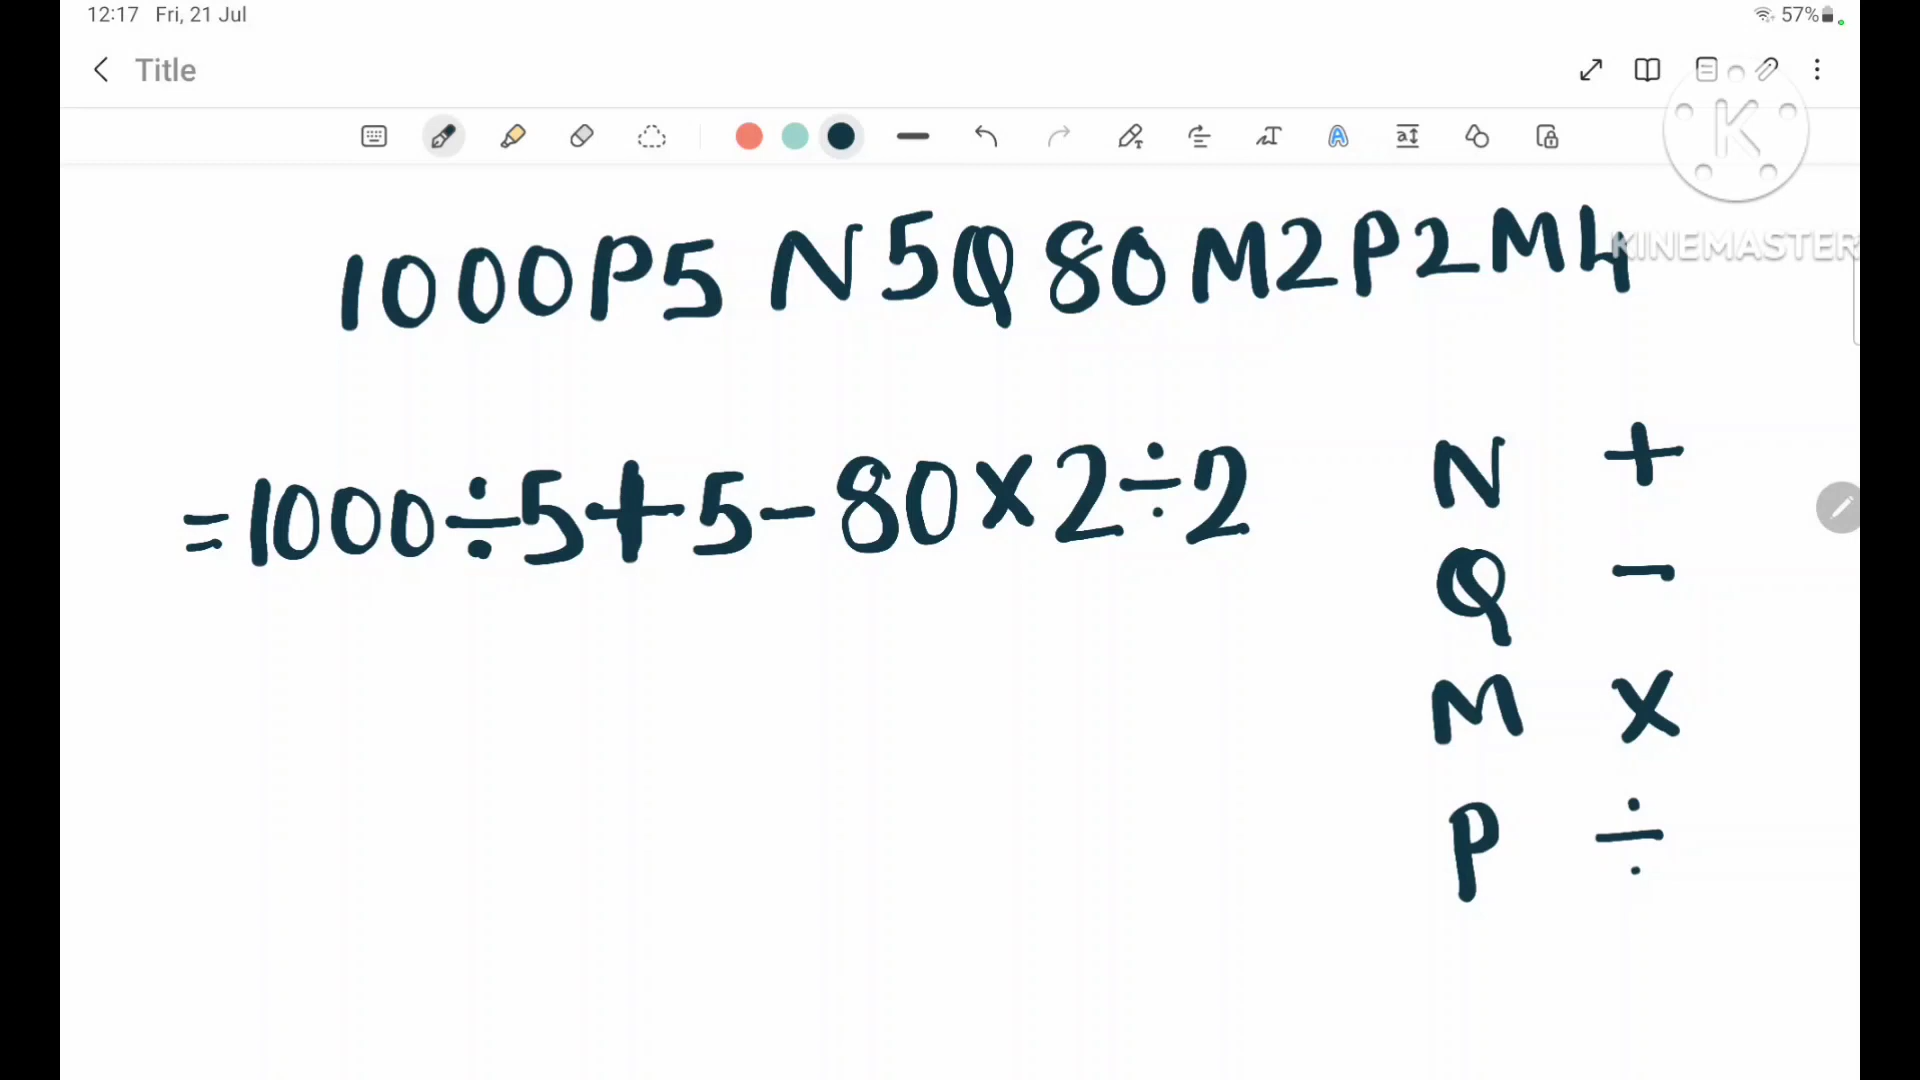 12:17 Fri, 21 Jul 57%
Title
K
KINEMASTER
1000P5 N5Q80M2P2M4
=1000÷5+5-80×2÷2
N +
Q -
M ×
P ÷